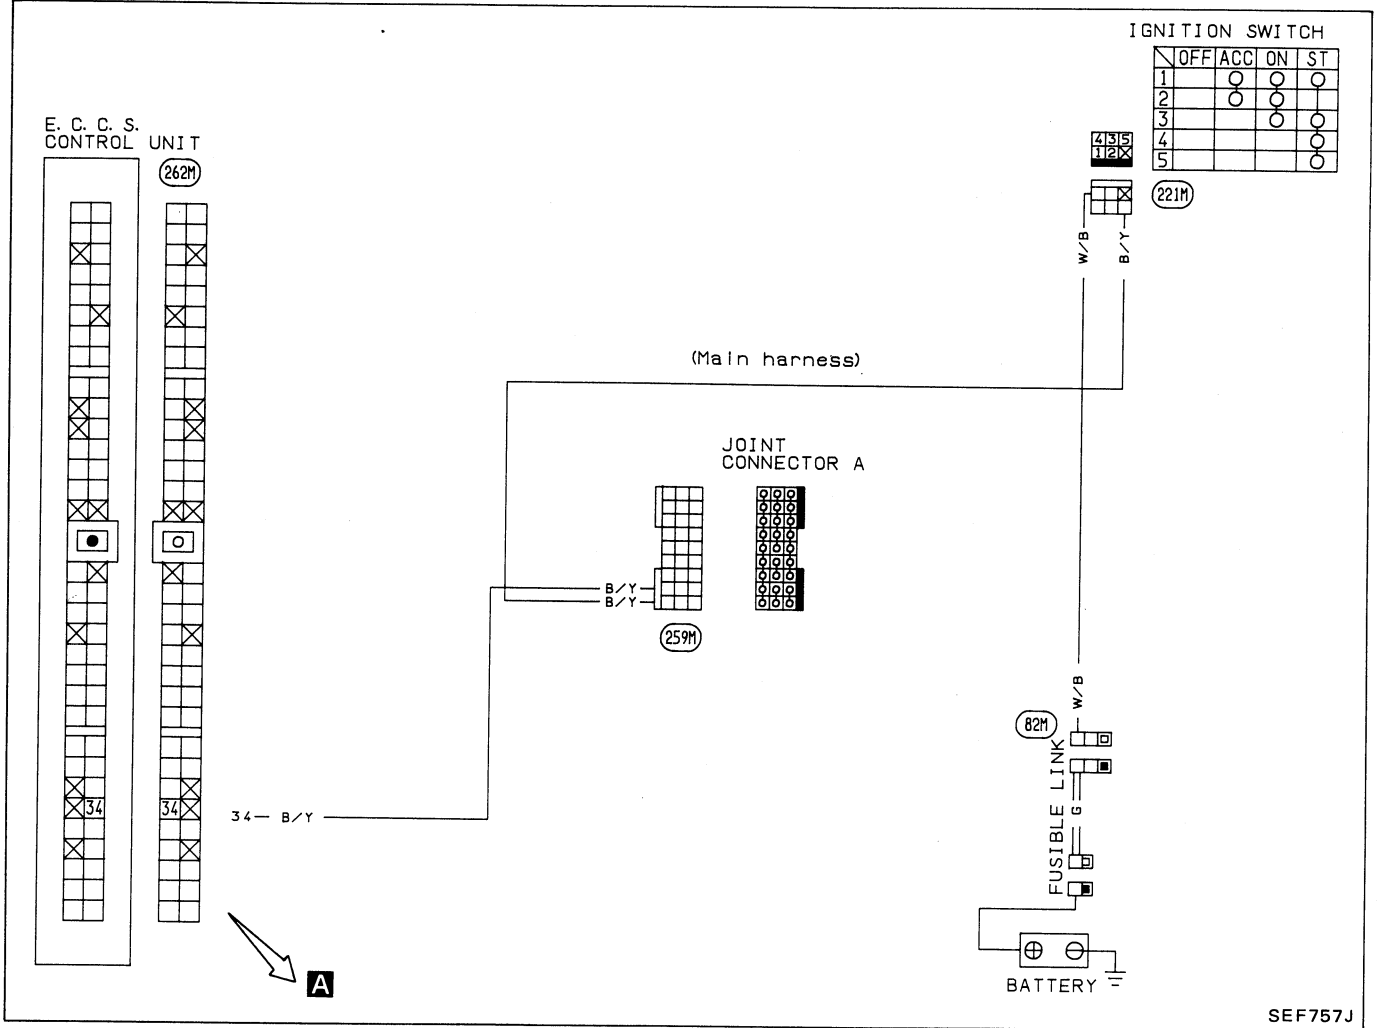 IGNITION SWITCH
OFF ACC ON ST
1
2
3
4
5
E. C. C. S.
CONTROL UNIT
262M
4 3 5
1 2
221M
W/B
B/Y
(Main harness)
JOINT
CONNECTOR A
B/Y
B/Y
259M
W/B
82M
FUSIBLE LINK
G
34
34
34 — B/Y
A
BATTERY
SEF757J